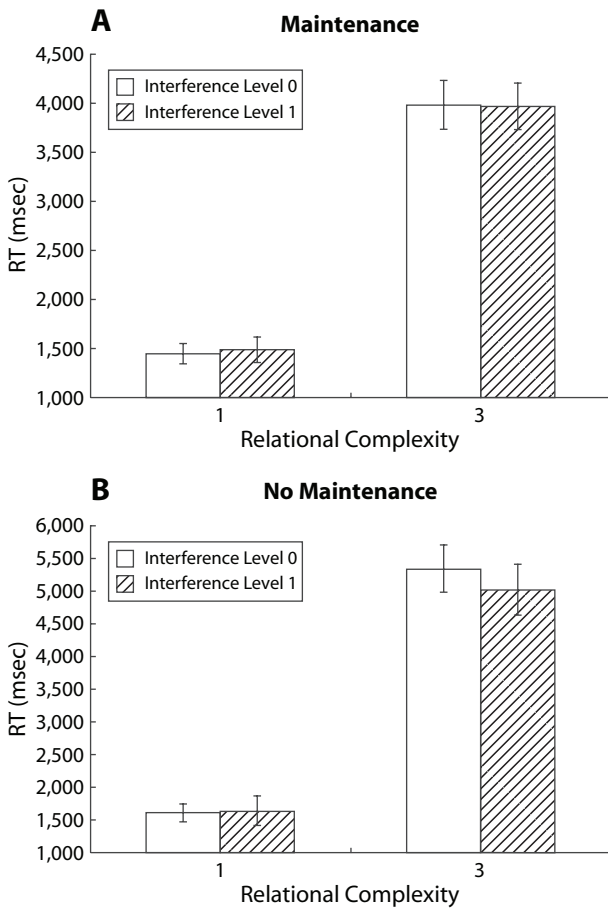 A
Maintenance
4,500
4,000
3,500
3,000
2,500
2,000
1,500
1,000
RT (msec)
Interference Level 0
Interference Level 1
1
3
Relational Complexity
B
No Maintenance
6,000
5,500
5,000
4,500
4,000
3,500
3,000
2,500
2,000
1,500
1,000
RT (msec)
Interference Level 0
Interference Level 1
1
3
Relational Complexity